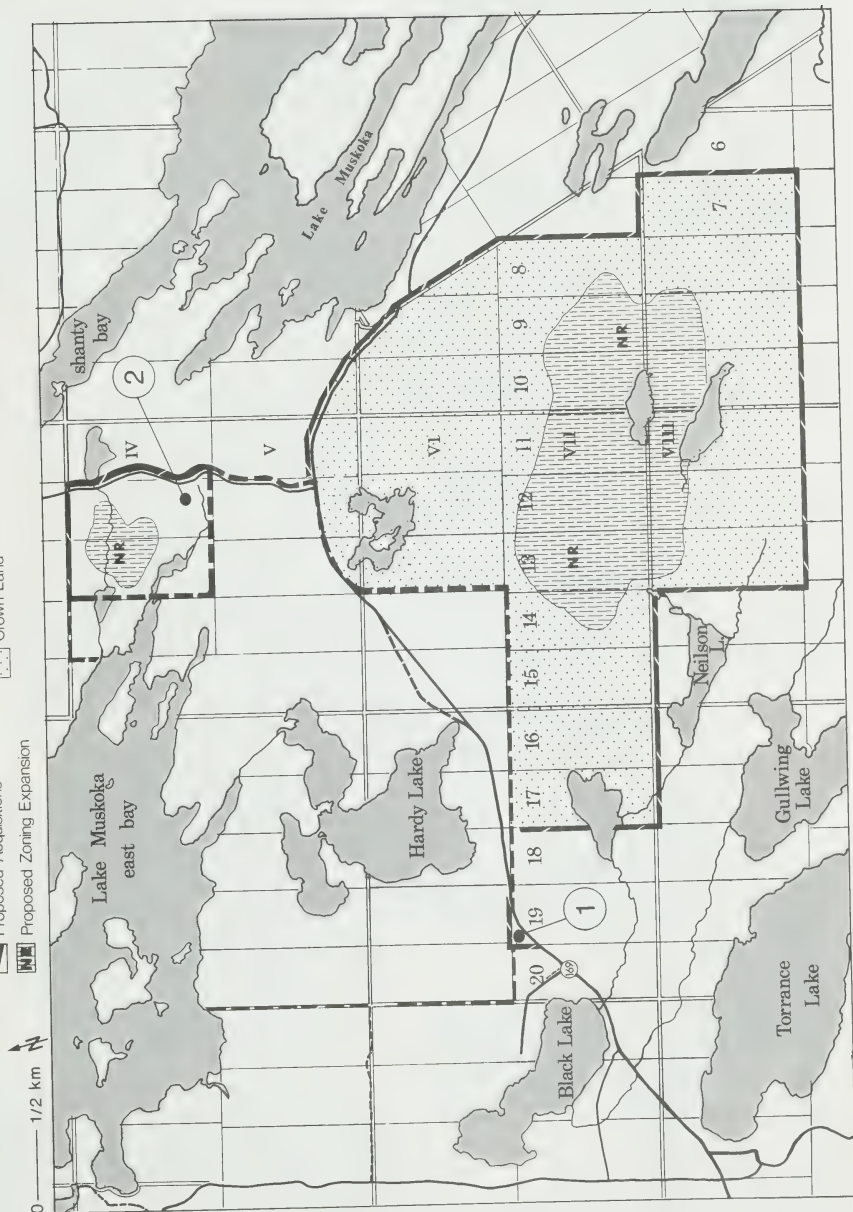 0 1/2 km
N
Proposed Acquisitions
NR Proposed Zoning Expansion
Crown Land
shanty bay
Lake Muskoka
2
IV
NR
V
Lake Muskoka
east bay
Hardy Lake
VI
6
7
8
9
10
11
12
13
14
15
16
17
18
19
20
NR
VII
NR
VIII
1
169
Neilson L.
Gullwing Lake
Black Lake
Torrance Lake